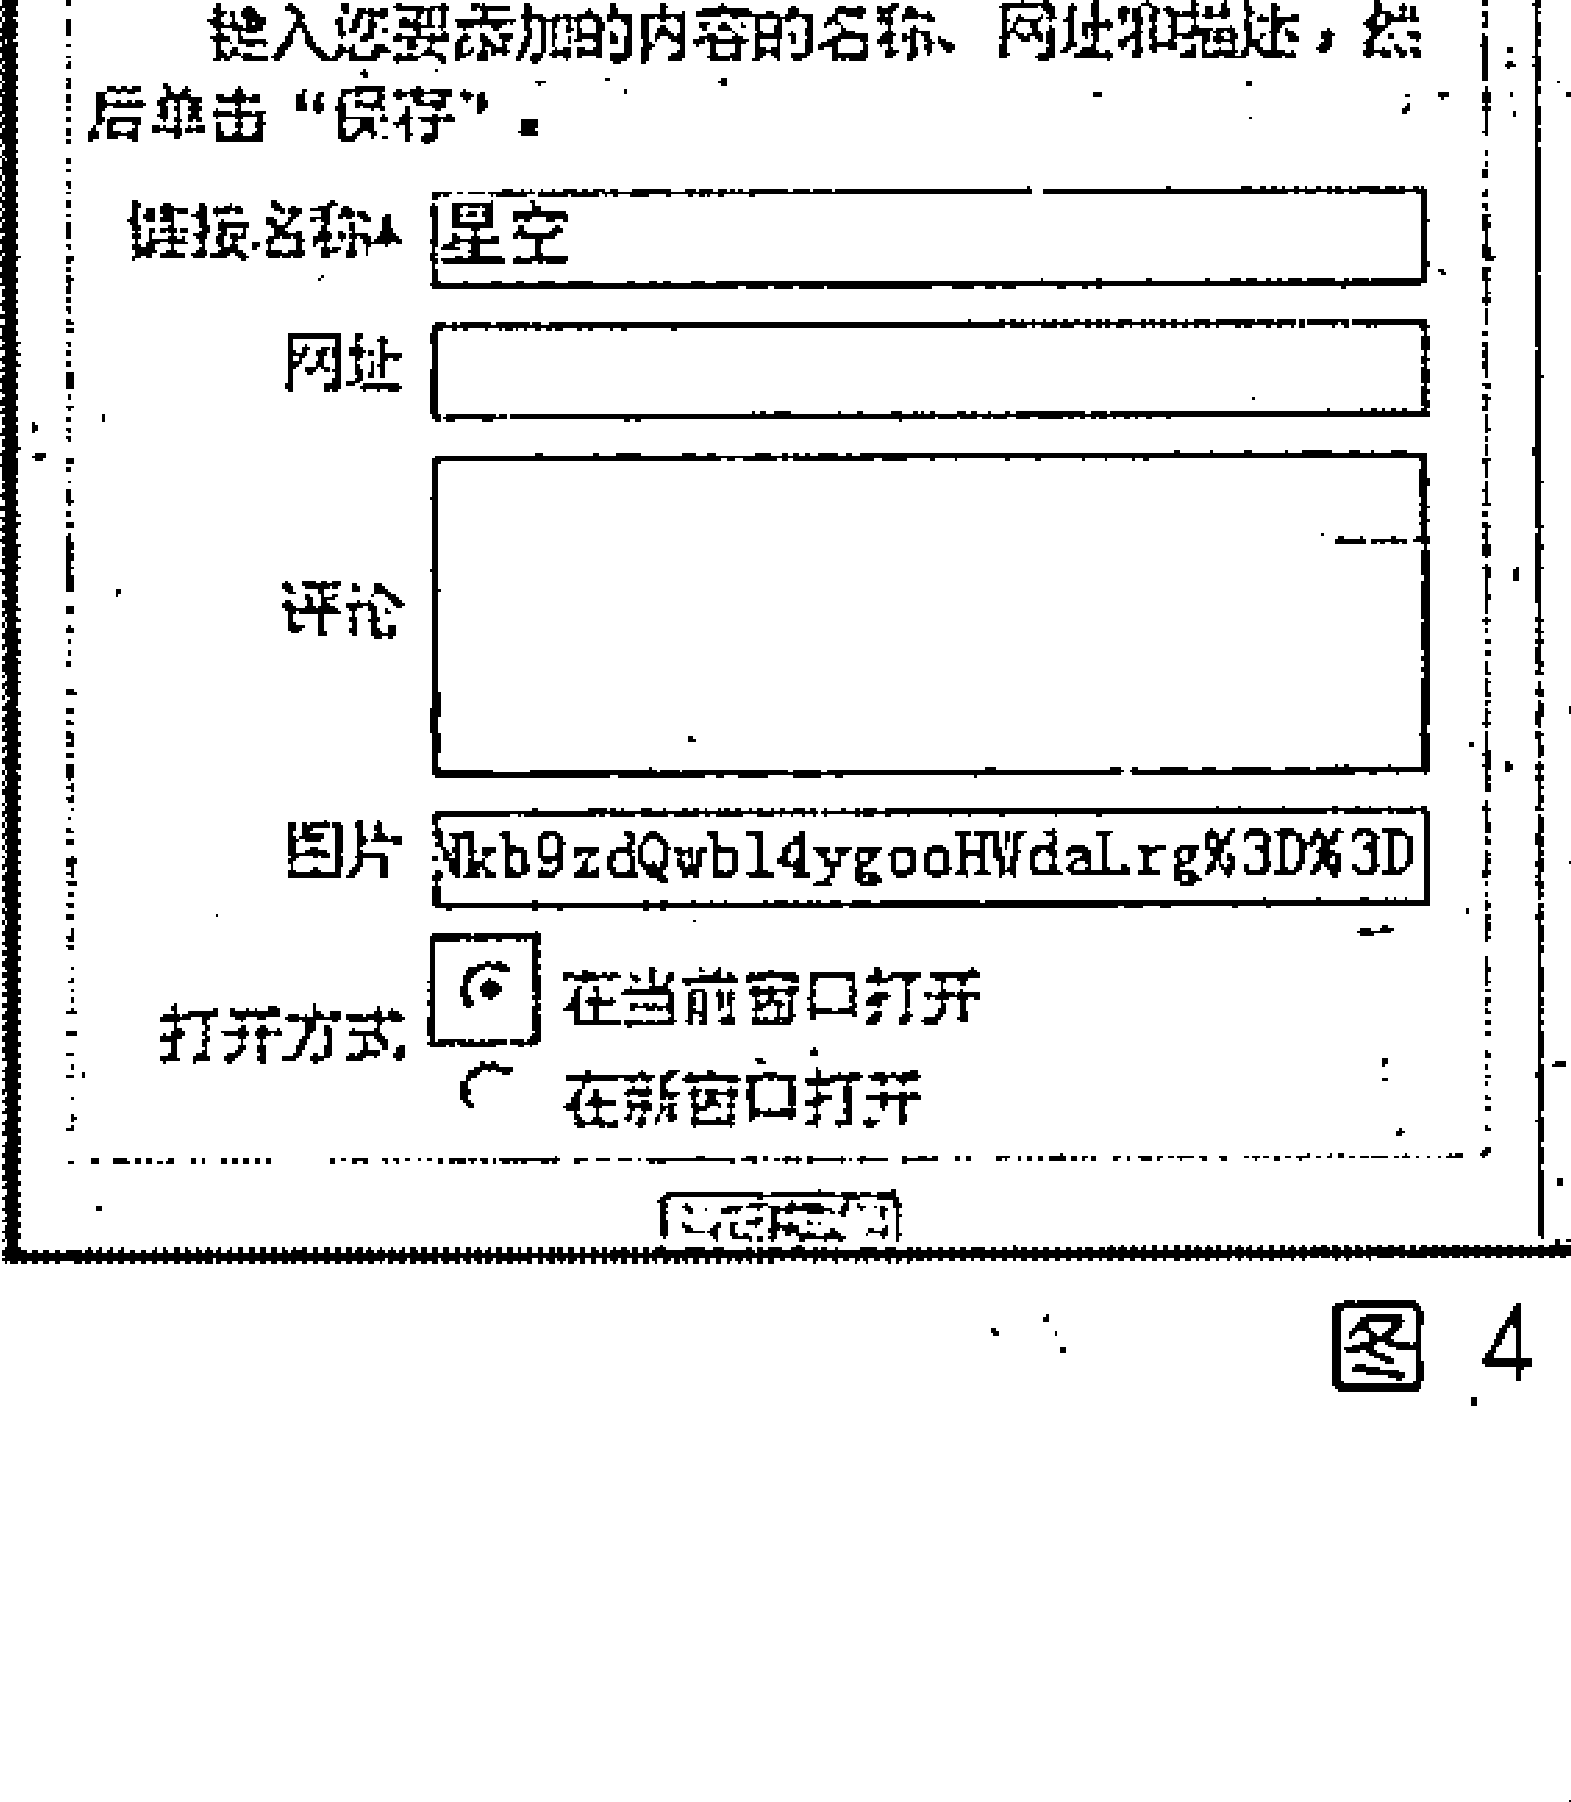 键入您要添加的内容的名称、网址和描述，然
后单击“保存”。
链接名称▲ 星空
网址
评论
图片 Nkb9zdQwbl4ygooHWdaLrg%3D%3D
打开方式 在当前窗口打开
在新窗口打开
图 4